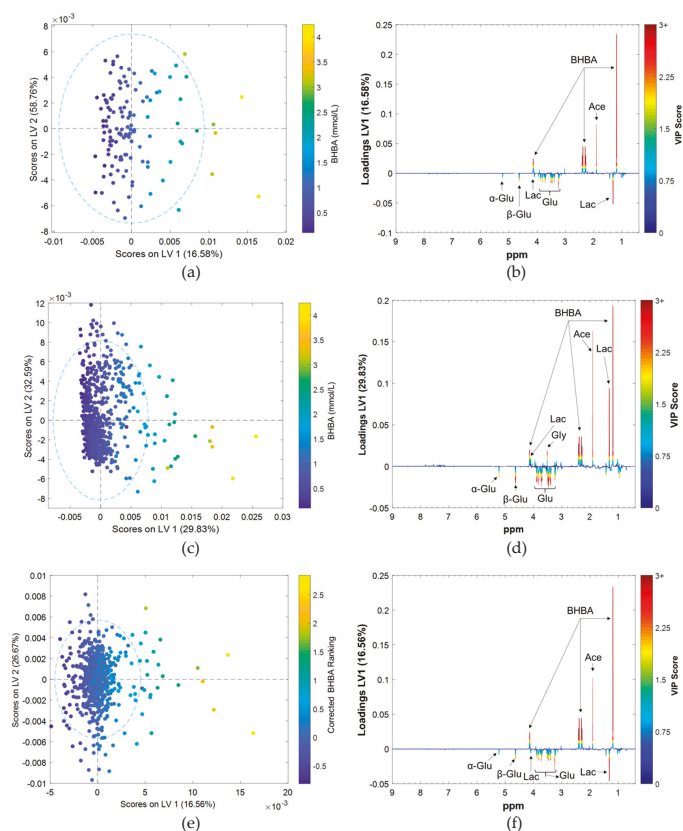 ×10⁻³
8
6
4
2
0
-2
-4
-6
-8
-0.01
-0.005
0
0.005
0.01
0.015
0.02
Scores on LV 2 (58.76%)
Scores on LV 1 (16.58%)
4
3.5
3
2.5
2
1.5
1
0.5
BHBA (mmol/L)
(a)
0.25
0.2
0.15
0.1
0.05
0
-0.05
-0.1
9 8 7 6 5 4 3 2 1
Loadings LV1 (16.58%)
ppm
BHBA
Ace
α-Glu
β-Glu
Lac
Glu
Lac
3+
2.25
1.5
0.75
0
VIP Score
(b)
×10⁻³
12
10
8
6
4
2
0
-2
-4
-6
-8
-0.005
0
0.005
0.01
0.015
0.02
0.025
0.03
Scores on LV 2 (32.59%)
Scores on LV 1 (29.83%)
4
3.5
3
2.5
2
1.5
1
0.5
BHBA (mmol/L)
(c)
0.2
0.15
0.1
0.05
0
-0.05
9 8 7 6 5 4 3 2 1
Loadings LV1 (29.83%)
ppm
BHBA
Ace
Lac
Lac
Gly
α-Glu
β-Glu
Glu
3+
2.25
1.5
0.75
0
VIP Score
(d)
0.01
0.008
0.006
0.004
0.002
0
-0.002
-0.004
-0.006
-0.008
-0.01
-5
0
5
10
15
20
×10⁻³
Scores on LV 2 (26.67%)
Scores on LV 1 (16.56%)
2.5
2
1.5
1
0.5
0
-0.5
-1
-1.5
-2
-2.5
Corrected BHBA Ranking
(e)
0.25
0.2
0.15
0.1
0.05
0
-0.05
9 8 7 6 5 4 3 2 1
Loadings LV1 (16.56%)
ppm
BHBA
Ace
α-Glu
β-Glu
Lac
Glu
Lac
3+
2.25
1.5
0.75
0
VIP Score
(f)